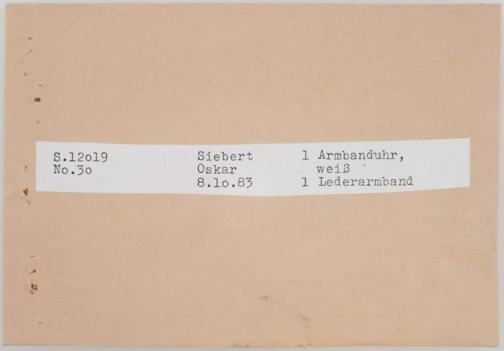 S.12o19 Siebert 1 Armbanduhr,
No.3o Oskar weiß
8.1o.83 1 Lederarmband